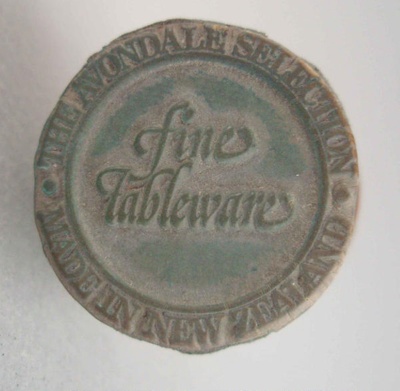 THE AVONDALE SELECTION
fine
Tableware
MADE IN NEW ZEALAND